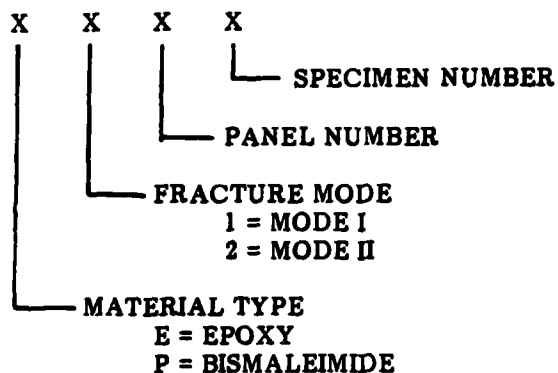 X X X X
SPECIMEN NUMBER
PANEL NUMBER
FRACTURE MODE
1 = MODE I
2 = MODE II
MATERIAL TYPE
E = EPOXY
P = BISMALEIMIDE